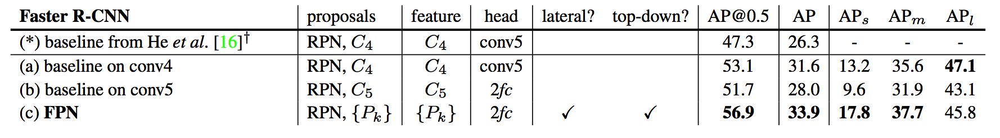 Faster R-CNN proposals feature head lateral? top-down? AP@0.5 AP APs APm APl
(*) baseline from He et al. [16]† RPN, C4 C4 conv5 47.3 26.3 - - -
(a) baseline on conv4 RPN, C4 C4 conv5 53.1 31.6 13.2 35.6 47.1
(b) baseline on conv5 RPN, C5 C5 2fc 51.7 28.0 9.6 31.9 43.1
(c) FPN RPN, {Pk} {Pk} 2fc ✓ ✓ 56.9 33.9 17.8 37.7 45.8